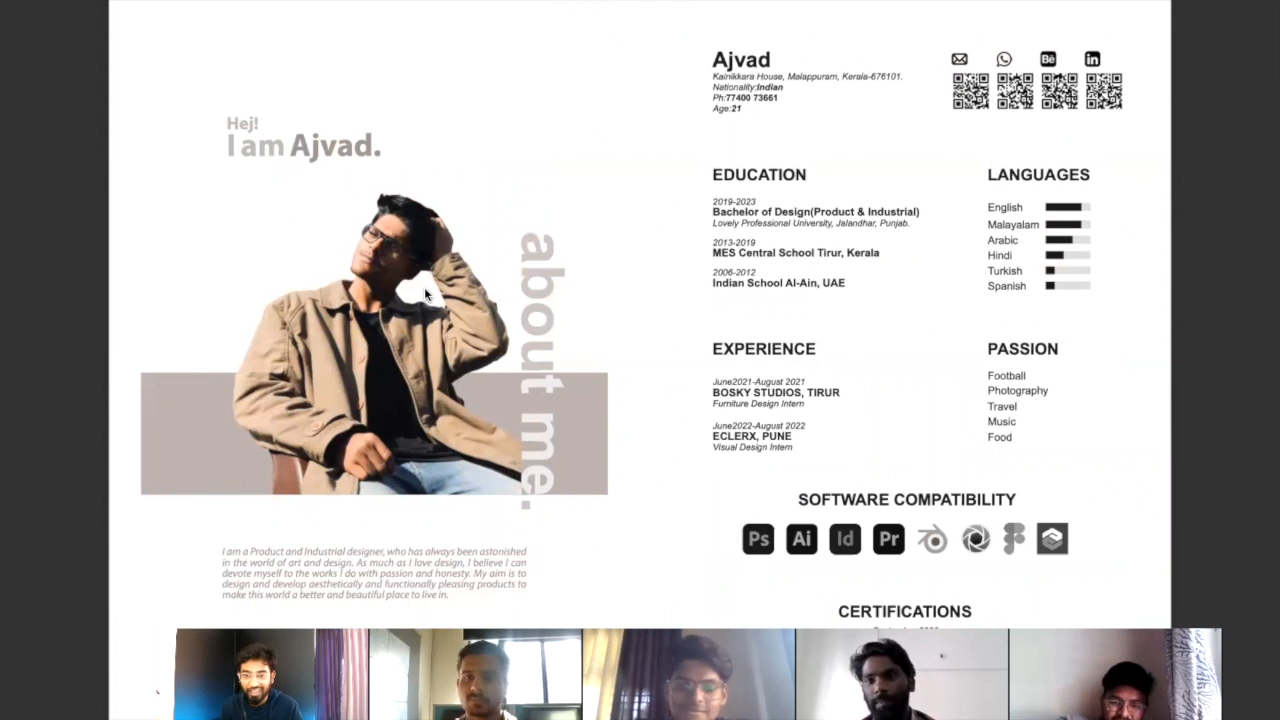 Hej!
I am Ajvad.
about me.
I am a Product and Industrial designer, who has always been astonished
in the world of art and design. As much as I love design, I believe I can
devote myself to the works I do with passion and honesty. My aim is to
design and develop aesthetically and functionally pleasing products to
make this world a better and beautiful place to live in.
Ajvad
Kainikkara House, Malappuram, Kerala-676101.
Nationality:Indian
Ph:77400 73661
Age:21
Bē
in
EDUCATION
2019-2023
Bachelor of Design(Product & Industrial)
Lovely Professional University, Jalandhar, Punjab.
2013-2019
MES Central School Tirur, Kerala
2006-2012
Indian School Al-Ain, UAE
LANGUAGES
English
Malayalam
Arabic
Hindi
Turkish
Spanish
EXPERIENCE
June2021-August 2021
BOSKY STUDIOS, TIRUR
Furniture Design Intern
June2022-August 2022
ECLERX, PUNE
Visual Design Intern
PASSION
Football
Photography
Travel
Music
Food
SOFTWARE COMPATIBILITY
Ps Ai Id Pr
CERTIFICATIONS